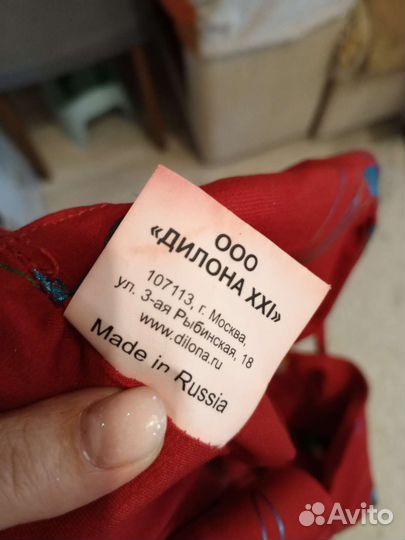 ООО
«ДИЛОНА XXI»
107113, г. Москва,
ул. 3-ая Рыбинская, 18
www.dilona.ru
Made in Russia
Avito